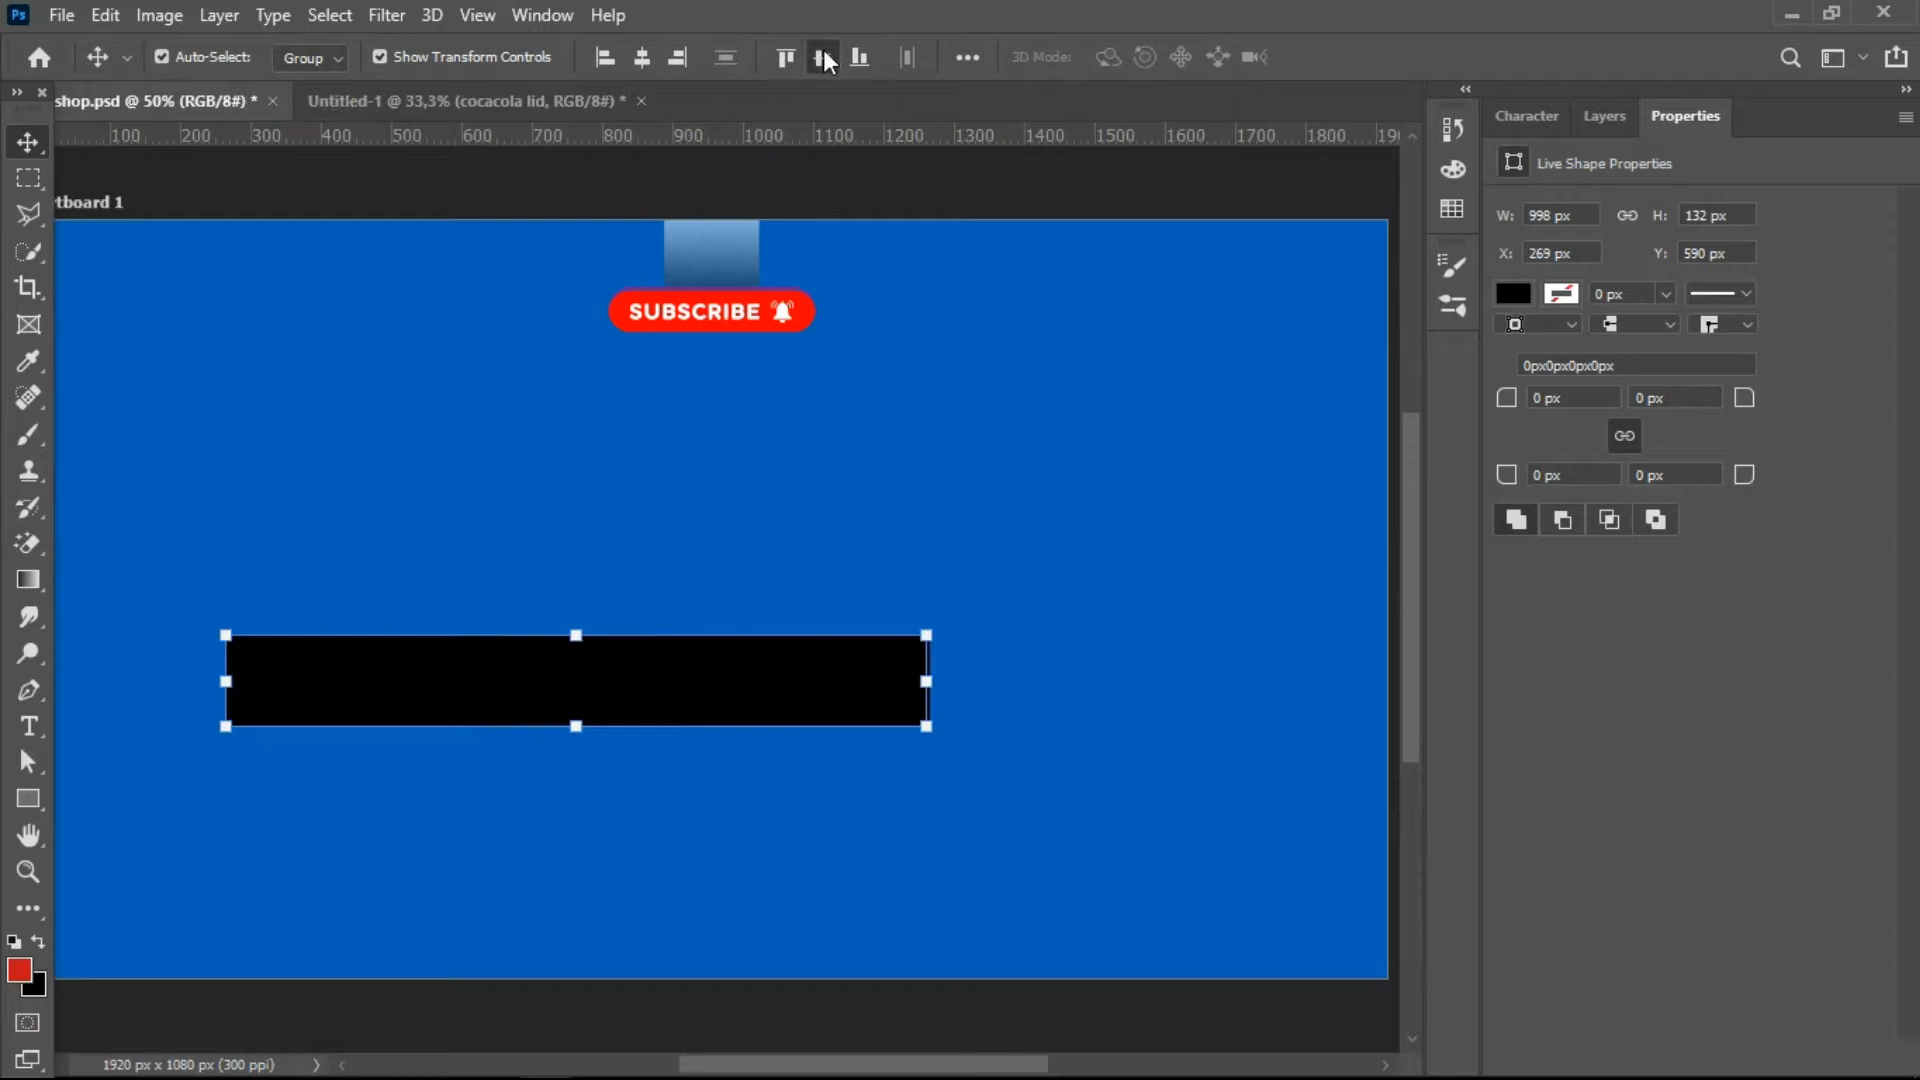 Ps File Edit Image Layer Type Select Filter 3D View Window Help
Auto-Select: Group Show Transform Controls 3D Mode:
shop.psd @ 50% (RGB/8#) * Untitled-1 @ 33,3% (cocacola lid, RGB/8#) *
100 200 300 400 500 600 700 800 900 1000 1100 1200 1300 1400 1500 1600 1700 1800 190
tboard 1
SUBSCRIBE
1920 px x 1080 px (300 ppi)
Character Layers Properties
Live Shape Properties
W: 998 px H: 132 px
X: 269 px Y: 590 px
0 px
0px0px0px0px
0 px 0 px
0 px 0 px